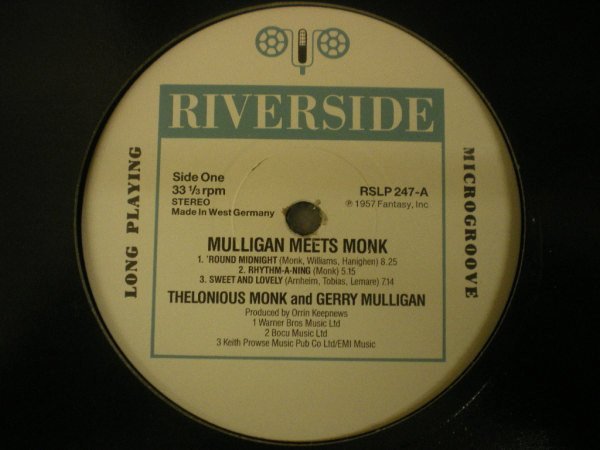 RIVERSIDE
LONG PLAYING
MICROGROOVE
Side One
33 1/3 rpm
STEREO
Made In West Germany
RSLP 247-A
℗ 1957 Fantasy, Inc
MULLIGAN MEETS MONK
1. 'ROUND MIDNIGHT (Monk, Williams, Hanighen) 8.25
2. RHYTHM-A-NING (Monk) 5.15
3. SWEET AND LOVELY (Arnheim, Tobias, Lemare) 7.14
THELONIOUS MONK and GERRY MULLIGAN
Produced by Orrin Keepnews
1 Warner Bros Music Ltd
2 Bocu Music Ltd
3 Keith Prowse Music Pub Co Ltd/EMI Music